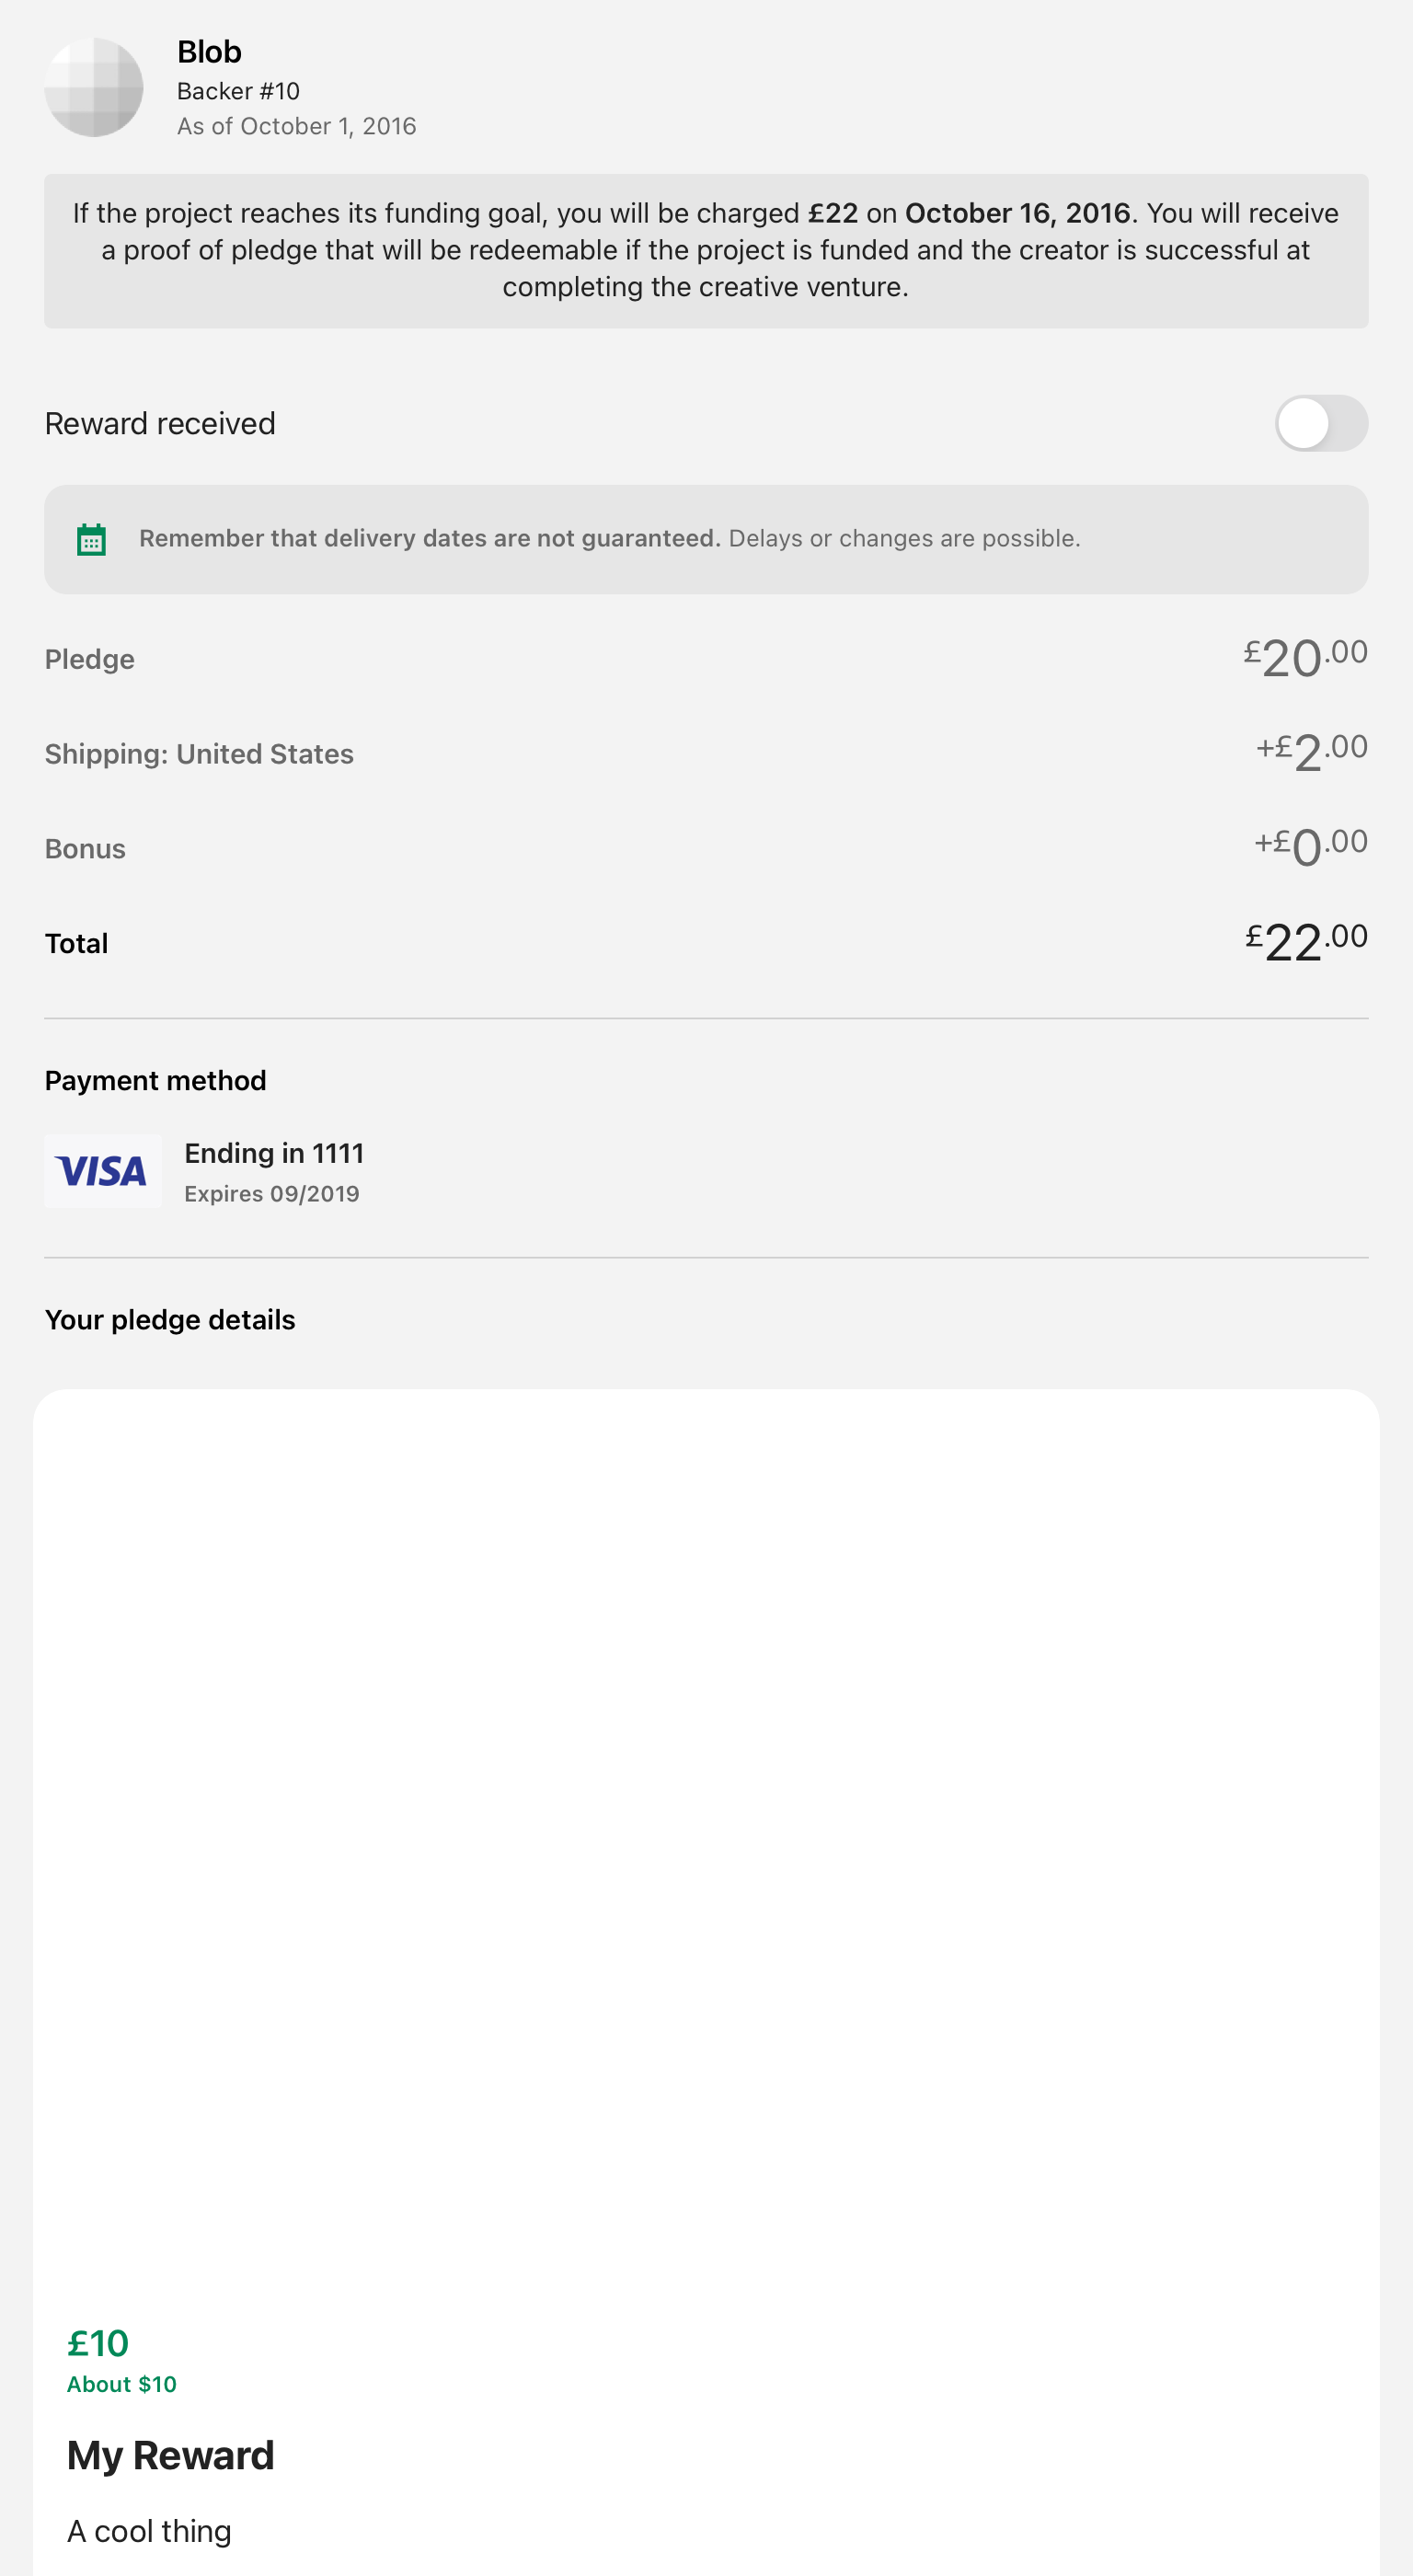 Blob
Backer #10
As of October 1, 2016
If the project reaches its funding goal, you will be charged £22 on October 16, 2016. You will receive
a proof of pledge that will be redeemable if the project is funded and the creator is successful at
completing the creative venture.
Reward received
Remember that delivery dates are not guaranteed. Delays or changes are possible.
Pledge £20.00
Shipping: United States +£2.00
Bonus +£0.00
Total £22.00
Payment method
VISA Ending in 1111
Expires 09/2019
Your pledge details
£10
About $10
My Reward
A cool thing